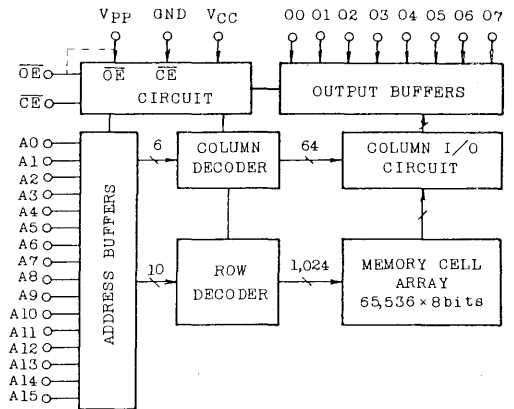 VPP GND VCC O0 O1 O2 O3 O4 O5 O6 O7
OE
CE
OE CE
CIRCUIT
OUTPUT BUFFERS
A0
A1
A2
A3
A4
A5
A6
A7
A8
A9
A10
A11
A12
A13
A14
A15
ADDRESS BUFFERS
6
COLUMN
DECODER
64
COLUMN I/O
CIRCUIT
10
ROW
DECODER
1,024
MEMORY CELL
ARRAY
65,536×8bits